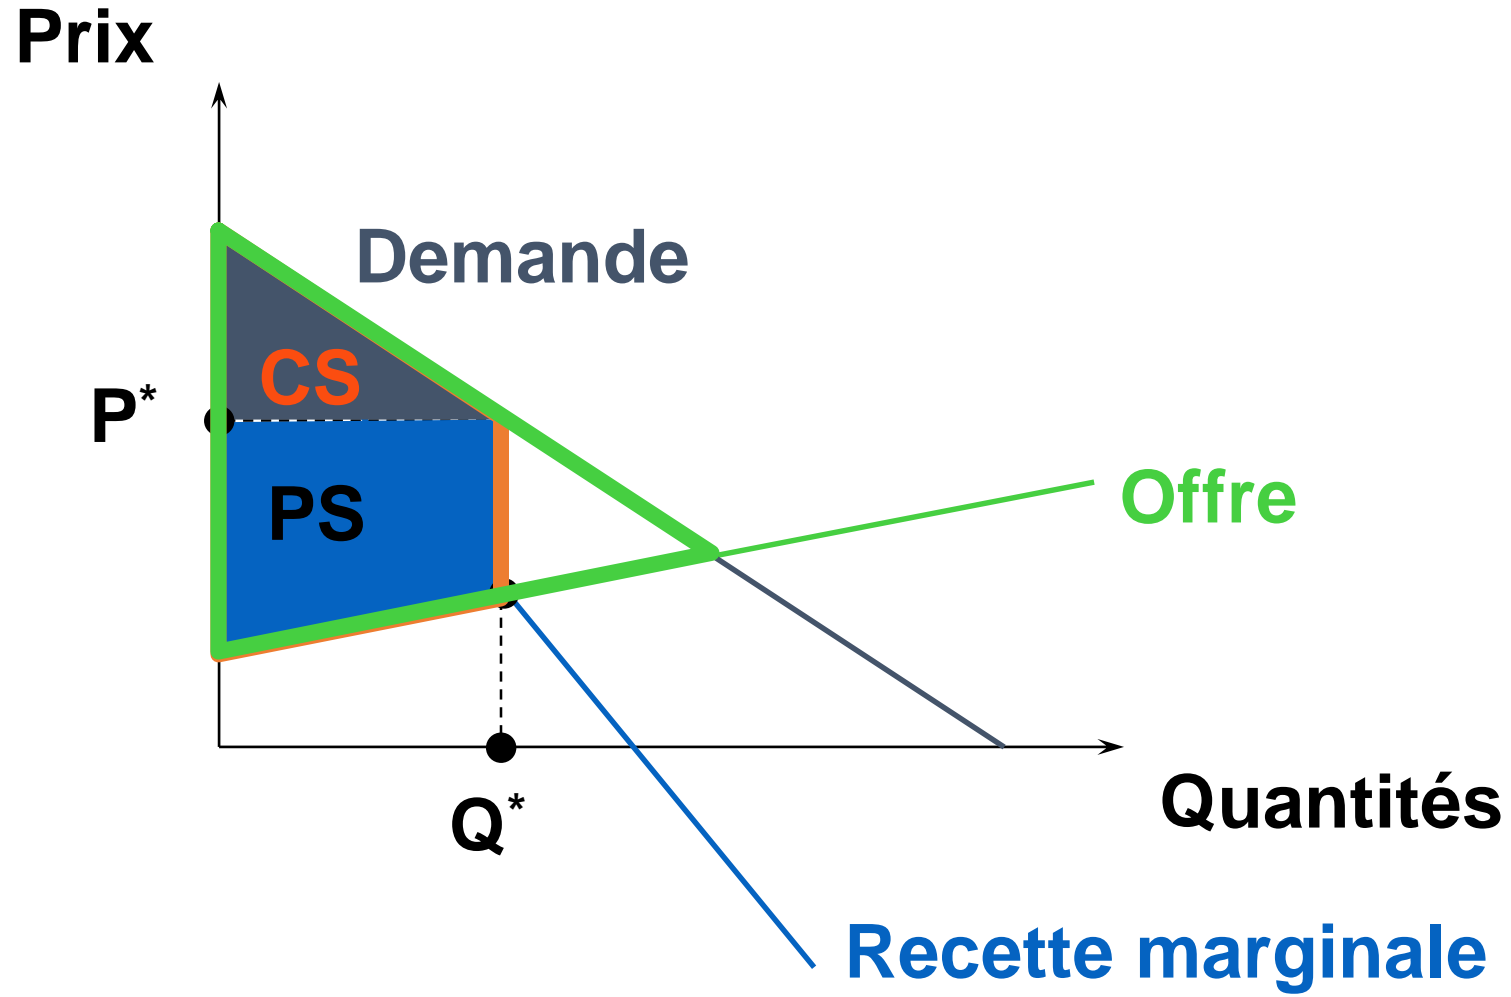 Prix
Demande
CS
P*
PS
Offre
Q*
Quantités
Recette marginale